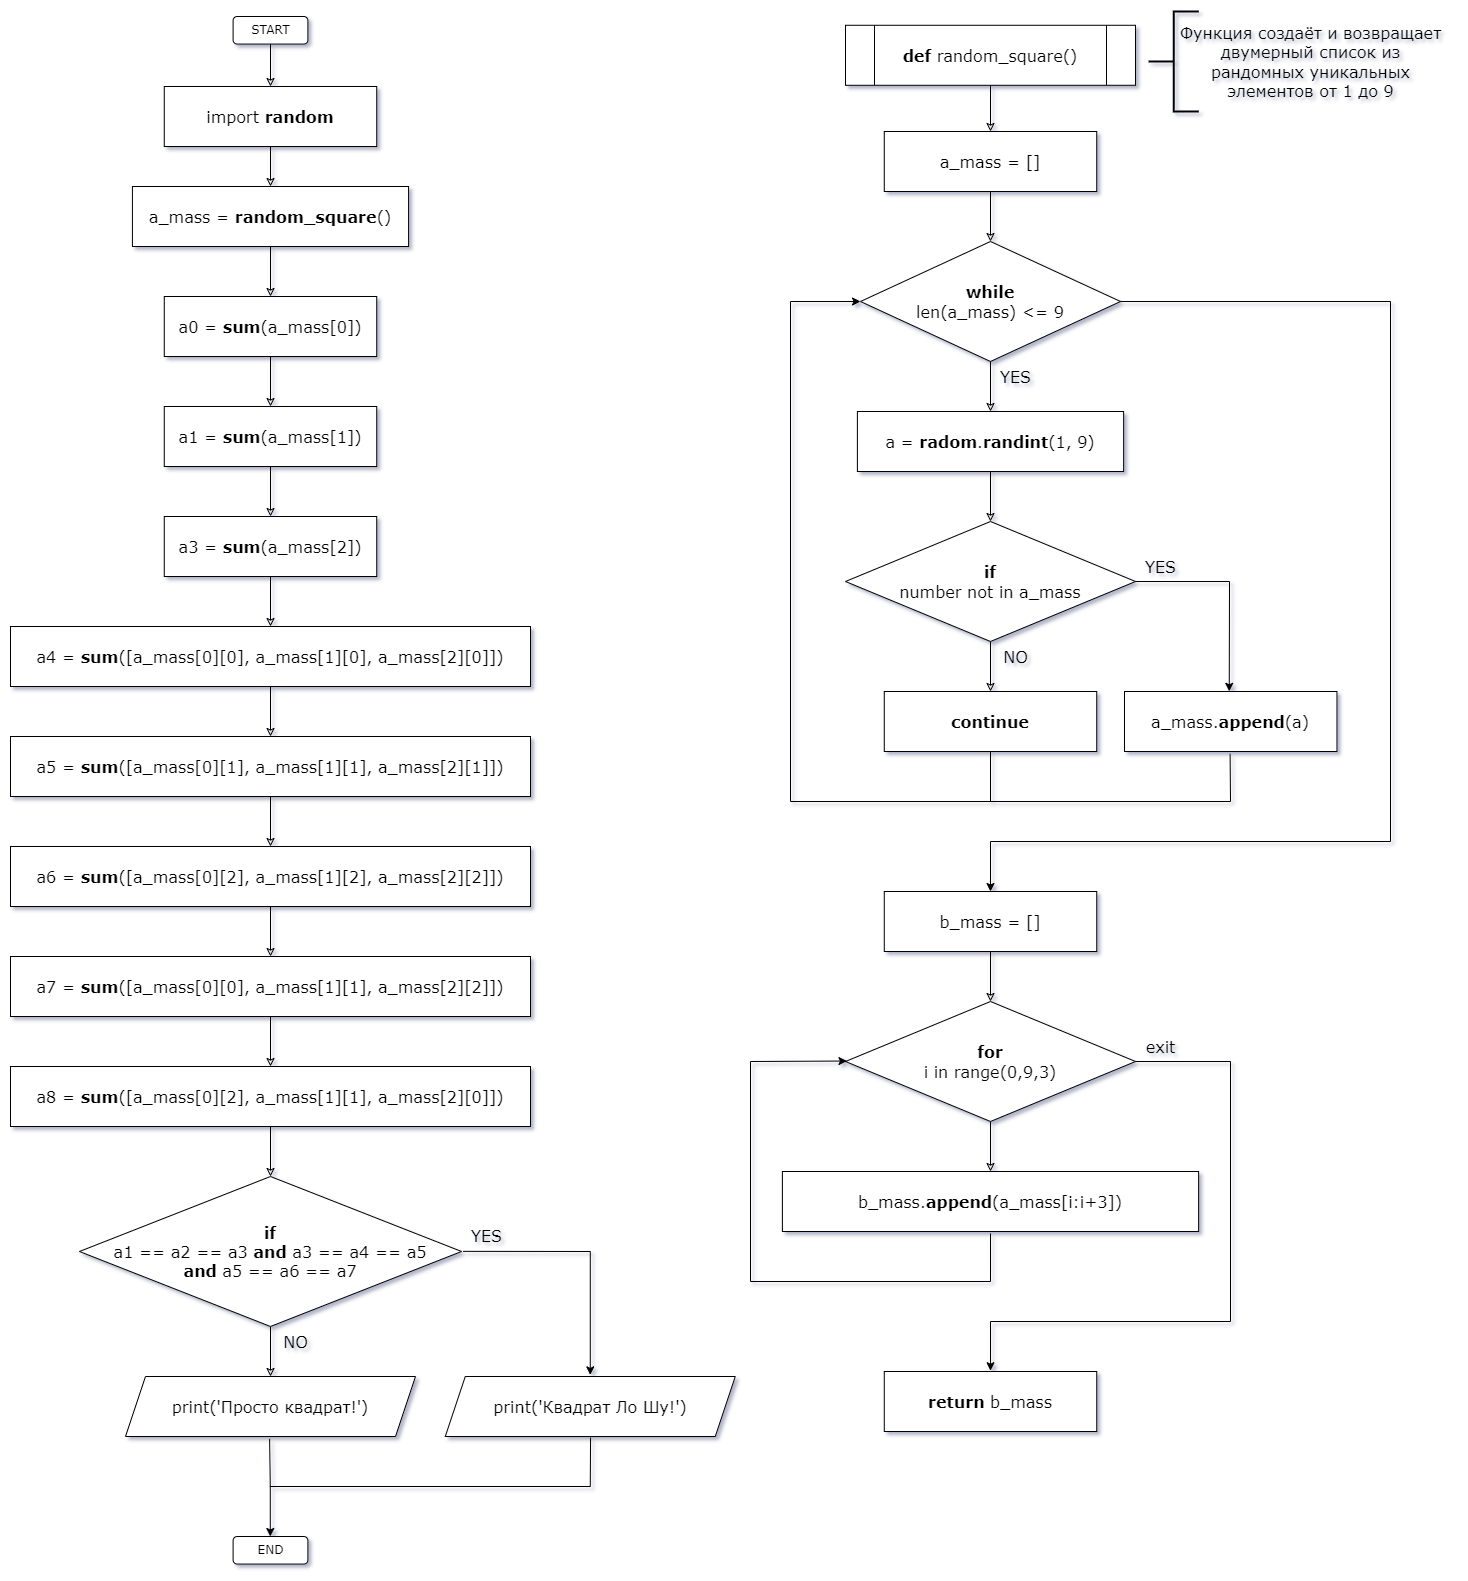 START
import random
a_mass = random_square()
a0 = sum(a_mass[0])
a1 = sum(a_mass[1])
a3 = sum(a_mass[2])
a4 = sum([a_mass[0][0], a_mass[1][0], a_mass[2][0]])
a5 = sum([a_mass[0][1], a_mass[1][1], a_mass[2][1]])
a6 = sum([a_mass[0][2], a_mass[1][2], a_mass[2][2]])
a7 = sum([a_mass[0][0], a_mass[1][1], a_mass[2][2]])
a8 = sum([a_mass[0][2], a_mass[1][1], a_mass[2][0]])
if
a1 == a2 == a3 and a3 == a4 == a5
and a5 == a6 == a7
YES
NO
print('Просто квадрат!')
print('Квадрат Ло Шу!')
END
def random_square()
Функция создаёт и возвращает
двумерный список из
рандомных уникальных
элементов от 1 до 9
a_mass = []
while
len(a_mass) <= 9
YES
a = radom.randint(1, 9)
if
number not in a_mass
YES
NO
continue
a_mass.append(a)
b_mass = []
for
i in range(0,9,3)
exit
b_mass.append(a_mass[i:i+3])
return b_mass